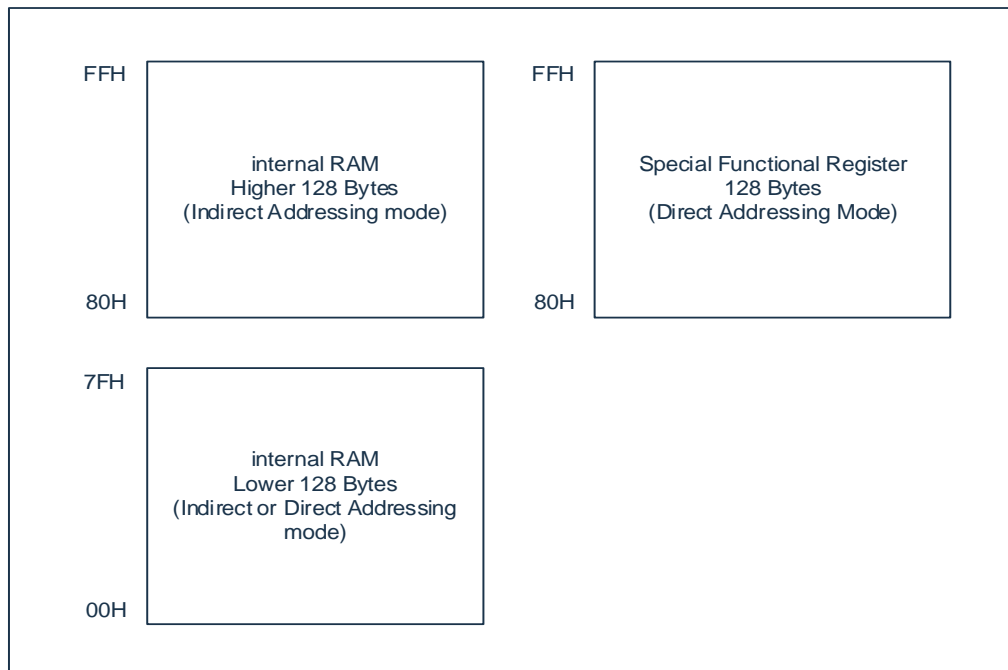 FFH
internal RAM
Higher 128 Bytes
(Indirect Addressing mode)
80H
FFH
Special Functional Register
128 Bytes
(Direct Addressing Mode)
80H
7FH
internal RAM
Lower 128 Bytes
(Indirect or Direct Addressing
mode)
00H